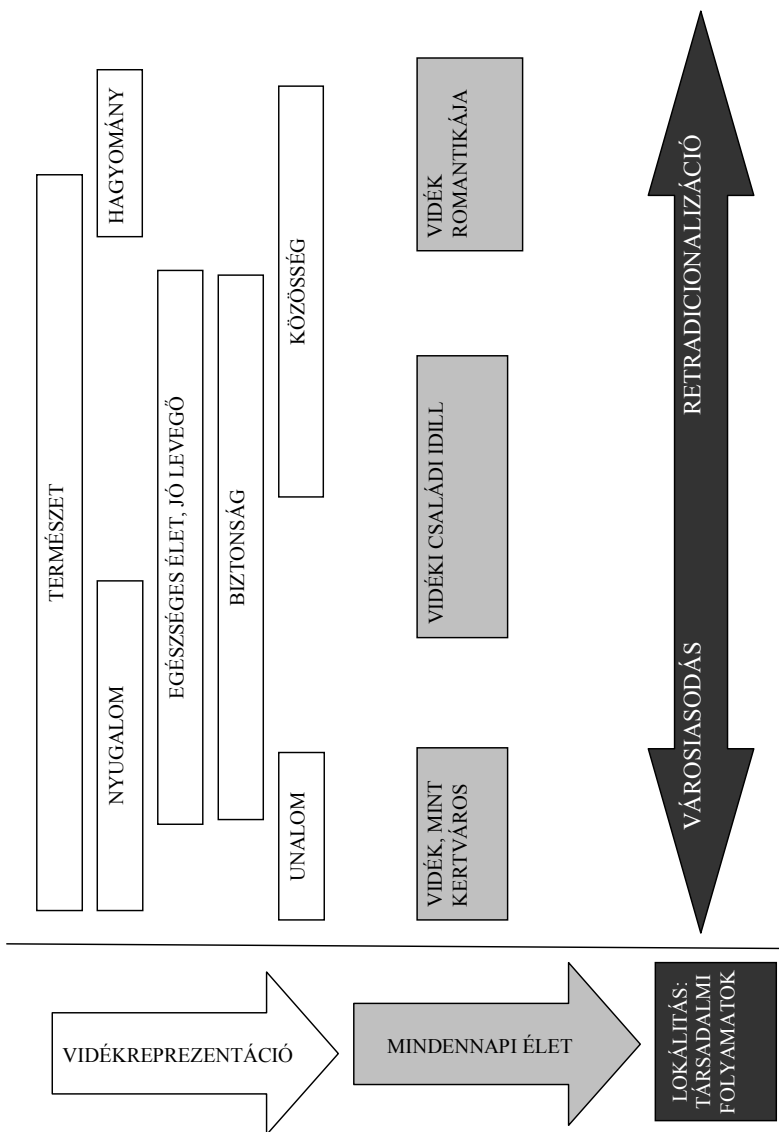 TERMÉSZET
NYUGALOM
HAGYOMÁNY
EGÉSZSÉGES ÉLET, JÓ LEVEGŐ
BIZTONSÁG
UNALOM
KÖZÖSSÉG
VIDÉKREPREZENTÁCIÓ
VIDÉK, MINT
KERTVÁROS
VIDÉKI CSALÁDI IDILL
VIDÉK
ROMANTIKÁJA
MINDENNAPI ÉLET
VÁROSIASODÁS
RETRADICIONALIZÁCIÓ
LOKÁLITÁS:
TÁRSADALMI
FOLYAMATOK